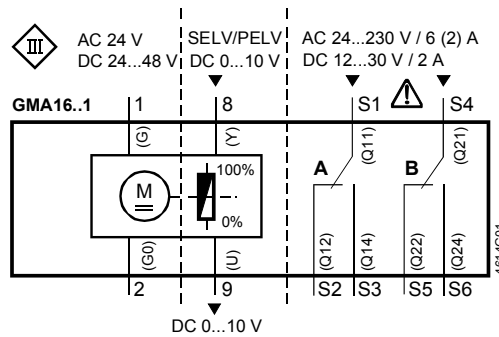 III
AC 24 V
DC 24...48 V
SELV/PELV
DC 0...10 V
AC 24...230 V / 6 (2) A
DC 12...30 V / 2 A
GMA16..1
1
8
S1
S4
(G)
(Y)
(Q11)
(Q21)
M
100%
0%
A
B
(G0)
(U)
(Q12)
(Q14)
(Q22)
(Q24)
2
9
S2
S3
S5
S6
DC 0...10 V